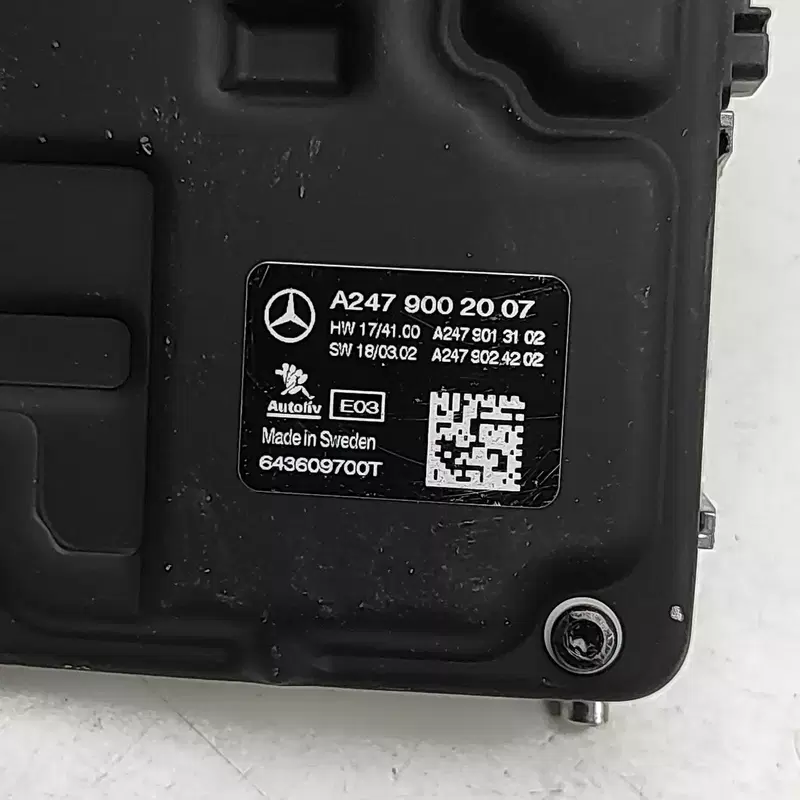 A247 900 20 07
HW 17/41.00 A247 901 31 02
SW 18/03.02 A247 902 42 02
Autoliv E03
Made in Sweden
643609700T